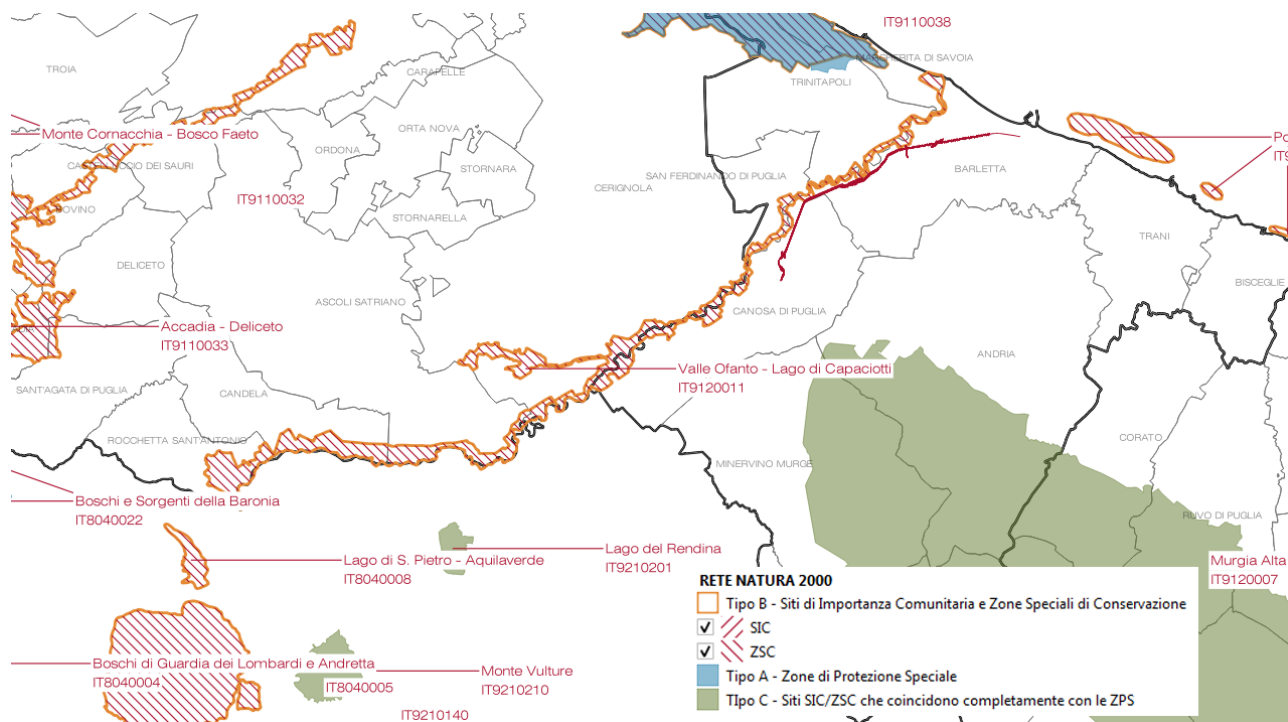 IT9110038
MARGHERITA DI SAVOIA
TROIA
CARAPELLE
TRINITAPOLI
Monte Cornacchia - Bosco Faeto
ORTA NOVA
ORDONA
CASTELLUCCIO DEI SAURI
STORNARA
SAN FERDINANDO DI PUGLIA
BARLETTA
CERIGNOLA
IT9110032
BOVINO
STORNARELLA
TRANI
DELICETO
BISCEGLIE
ASCOLI SATRIANO
CANOSA DI PUGLIA
Accadia - Deliceto
IT9110033
ANDRIA
Valle Ofanto - Lago di Capaciotti
IT9120011
SANT'AGATA DI PUGLIA
CANDELA
ROCCHETTA SANT'ANTONIO
CORATO
MINERVINO MURGE
Boschi e Sorgenti della Baronia
IT8040022
RUVO DI PUGLIA
Lago del Rendina
IT9210201
Lago di S. Pietro - Aquilaverde
IT8040008
Murgia Alta
IT9120007
RETE NATURA 2000
Tipo B - Siti di Importanza Comunitaria e Zone Speciali di Conservazione
SIC
ZSC
Tipo A - Zone di Protezione Speciale
TIpo C - Siti SIC/ZSC che coincidono completamente con le ZPS
Boschi di Guardia dei Lombardi e Andretta
IT8040004
IT8040005
Monte Vulture
IT9210210
IT9210140